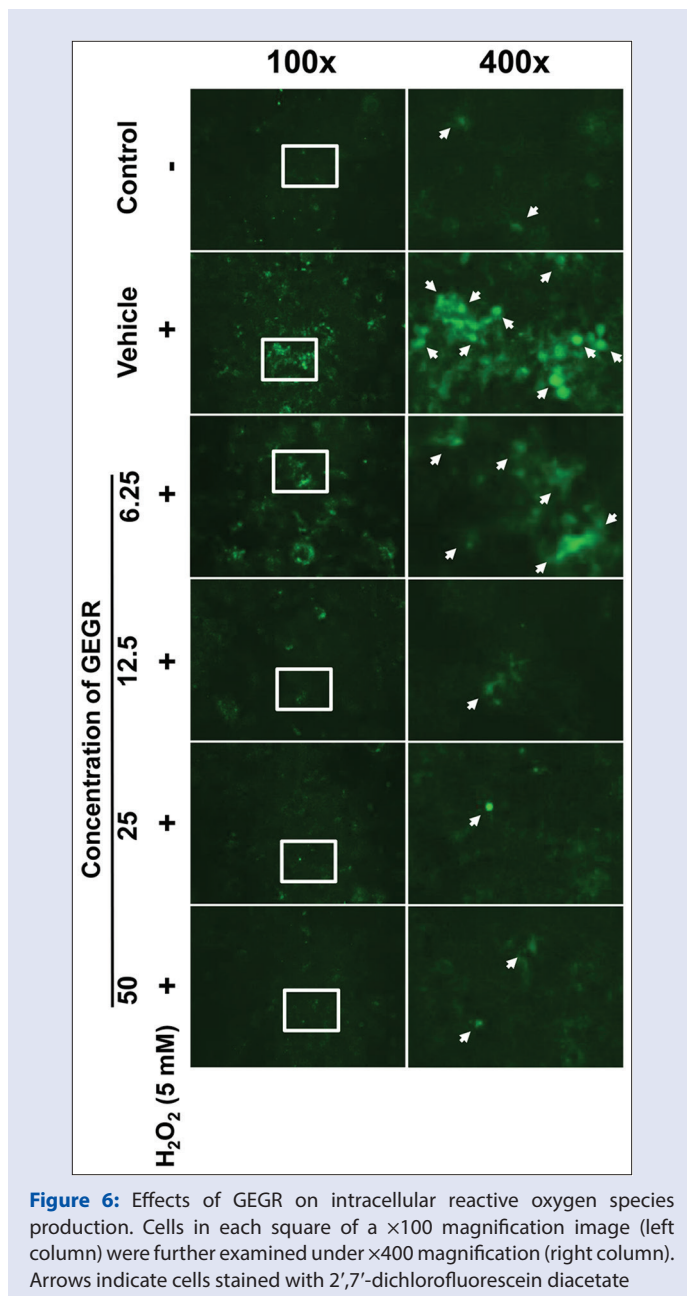 100x 400x
Control -
Vehicle +
6.25 +
12.5 +
25 +
50 +
Concentration of GEGR
H₂O₂ (5 mM)
Figure 6: Effects of GEGR on intracellular reactive oxygen species
production. Cells in each square of a ×100 magnification image (left
column) were further examined under ×400 magnification (right column).
Arrows indicate cells stained with 2′,7′-dichlorofluorescein diacetate